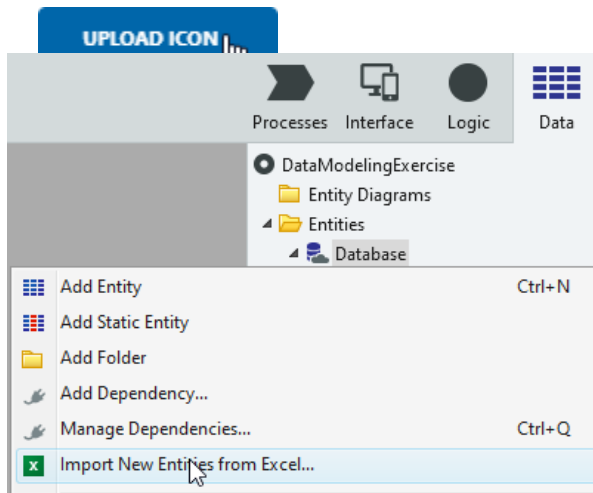 UPLOAD ICON
Processes Interface Logic Data
DataModelingExercise
Entity Diagrams
Entities
Database
Add Entity Ctrl+N
Add Static Entity
Add Folder
Add Dependency...
Manage Dependencies... Ctrl+Q
Import New Entities from Excel...